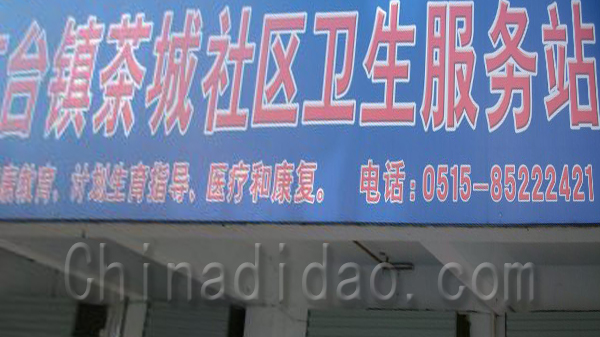 台镇茶城社区卫生服务站
康教育、计划生育指导、医疗和康复。 电话:0515-85222421
Chinadidao.com